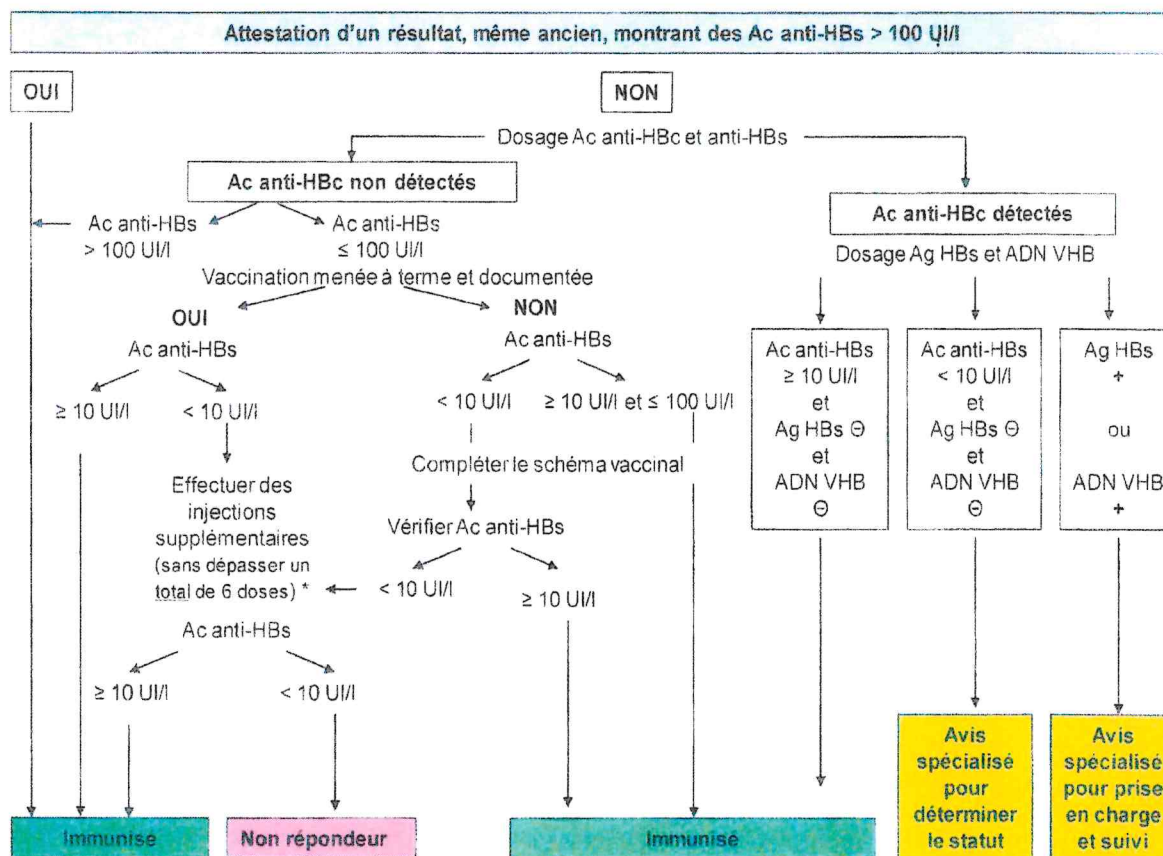 Attestation d'un résultat, même ancien, montrant des Ac anti-HBs > 100 UI/l
OUI
NON
Dosage Ac anti-HBc et anti-HBs
Ac anti-HBc non détectés
Ac anti-HBs
> 100 UI/l
Ac anti-HBs
≤ 100 UI/l
Vaccination menée à terme et documentée
OUI
Ac anti-HBs
≥ 10 UI/l
< 10 UI/l
Effectuer des
injections
supplémentaires
(sans dépasser un
total de 6 doses) *
Ac anti-HBs
≥ 10 UI/l
< 10 UI/l
NON
Ac anti-HBs
< 10 UI/l
≥ 10 UI/l et ≤ 100 UI/l
Compléter le schéma vaccinal
Vérifier Ac anti-HBs
< 10 UI/l
≥ 10 UI/l
Ac anti-HBc détectés
Dosage Ag HBs et ADN VHB
Ac anti-HBs
≥ 10 UI/l
et
Ag HBs ⊖
et
ADN VHB
⊖
Ac anti-HBs
< 10 UI/l
et
Ag HBs ⊖
et
ADN VHB
⊖
Ag HBs
+
ou
ADN VHB
+
Immunisé
Non répondeur
Immunisé
Avis
spécialisé
pour
déterminer
le statut
Avis
spécialisé
pour prise
en charge
et suivi